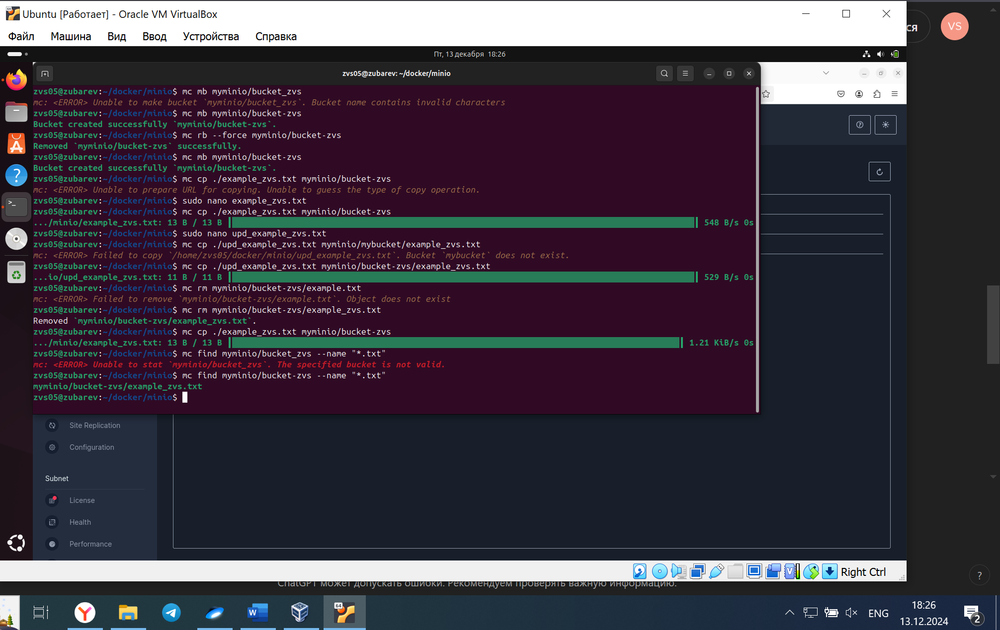 Ubuntu [Работает] - Oracle VM VirtualBox
Файл Машина Вид Ввод Устройства Справка
ся
VS
Пт, 13 декабря 18:26
zvs05@zubarev: ~/docker/minio
zvs05@zubarev:~/docker/minio$ mc mb myminio/bucket_zvs
mc: <ERROR> Unable to make bucket `myminio/bucket_zvs`. Bucket name contains invalid characters
zvs05@zubarev:~/docker/minio$ mc mb myminio/bucket-zvs
Bucket created successfully `myminio/bucket-zvs`.
zvs05@zubarev:~/docker/minio$ mc rb --force myminio/bucket-zvs
Removed `myminio/bucket-zvs` successfully.
zvs05@zubarev:~/docker/minio$ mc mb myminio/bucket-zvs
Bucket created successfully `myminio/bucket-zvs`.
zvs05@zubarev:~/docker/minio$ mc cp ./example_zvs.txt myminio/bucket-zvs
mc: <ERROR> Unable to prepare URL for copying. Unable to guess the type of copy operation.
zvs05@zubarev:~/docker/minio$ sudo nano example_zvs.txt
zvs05@zubarev:~/docker/minio$ mc cp ./example_zvs.txt myminio/bucket-zvs
.../minio/example_zvs.txt: 13 B / 13 B 548 B/s 0s
zvs05@zubarev:~/docker/minio$ sudo nano upd_example_zvs.txt
zvs05@zubarev:~/docker/minio$ mc cp ./upd_example_zvs.txt myminio/mybucket/example_zvs.txt
mc: <ERROR> Failed to copy `/home/zvs05/docker/minio/upd_example_zvs.txt`. Bucket `mybucket` does not exist.
zvs05@zubarev:~/docker/minio$ mc cp ./upd_example_zvs.txt myminio/bucket-zvs/example_zvs.txt
...io/upd_example_zvs.txt: 11 B / 11 B 529 B/s 0s
zvs05@zubarev:~/docker/minio$ mc rm myminio/bucket-zvs/example.txt
mc: <ERROR> Failed to remove `myminio/bucket-zvs/example.txt`. Object does not exist
zvs05@zubarev:~/docker/minio$ mc rm myminio/bucket-zvs/example_zvs.txt
Removed `myminio/bucket-zvs/example_zvs.txt`.
zvs05@zubarev:~/docker/minio$ mc cp ./example_zvs.txt myminio/bucket-zvs
.../minio/example_zvs.txt: 13 B / 13 B 1.21 KiB/s 0s
zvs05@zubarev:~/docker/minio$ mc find myminio/bucket_zvs --name "*.txt"
mc: <ERROR> Unable to stat `myminio/bucket_zvs`. The specified bucket is not valid.
zvs05@zubarev:~/docker/minio$ mc find myminio/bucket-zvs --name "*.txt"
myminio/bucket-zvs/example_zvs.txt
zvs05@zubarev:~/docker/minio$
Site Replication
Configuration
Subnet
License
Health
Performance
Right Ctrl
ChatGPT может допускать ошибки. Рекомендуем проверять важную информацию.
?
64
ENG
18:26
13.12.2024
2